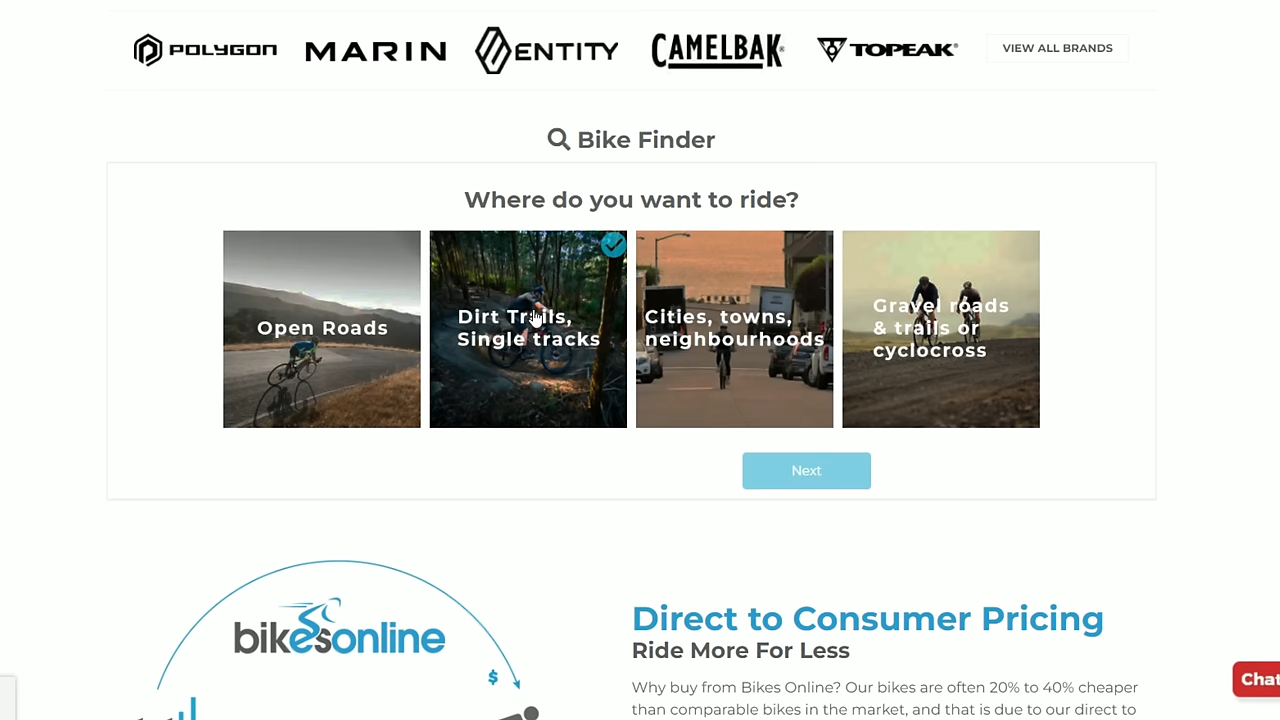 POLYGON MARIN ENTITY CAMELBAK® TOPEAK® VIEW ALL BRANDS
Bike Finder
Where do you want to ride?
Open Roads
Dirt Trails,
Single tracks
Cities, towns,
neighbourhoods
Gravel roads
& trails or
cyclocross
Next
bikesonline
$
Direct to Consumer Pricing
Ride More For Less
Why buy from Bikes Online? Our bikes are often 20% to 40% cheaper
than comparable bikes in the market, and that is due to our direct to
Chat